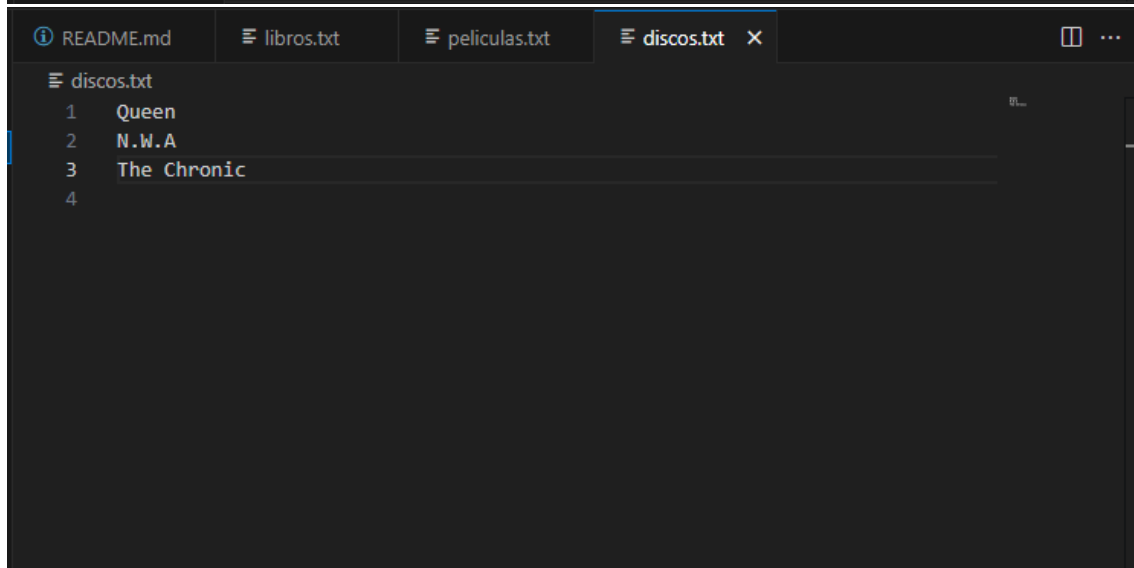 README.md libros.txt peliculas.txt discos.txt
discos.txt
1 Queen
2 N.W.A
3 The Chronic
4